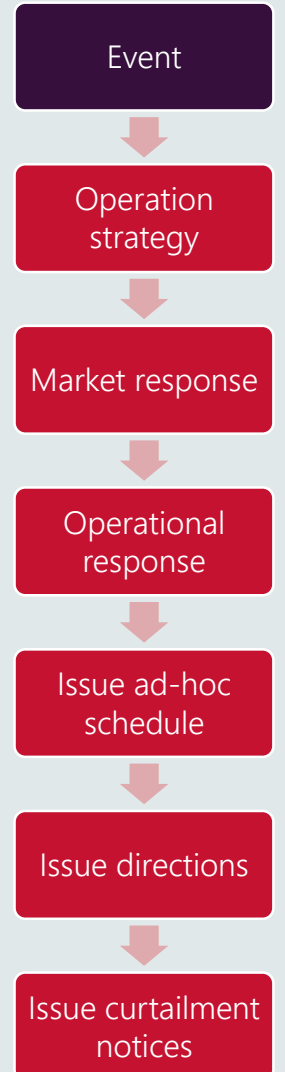 Event
Operation
strategy
Market response
Operational
response
Issue ad-hoc
schedule
Issue directions
Issue curtailment
notices